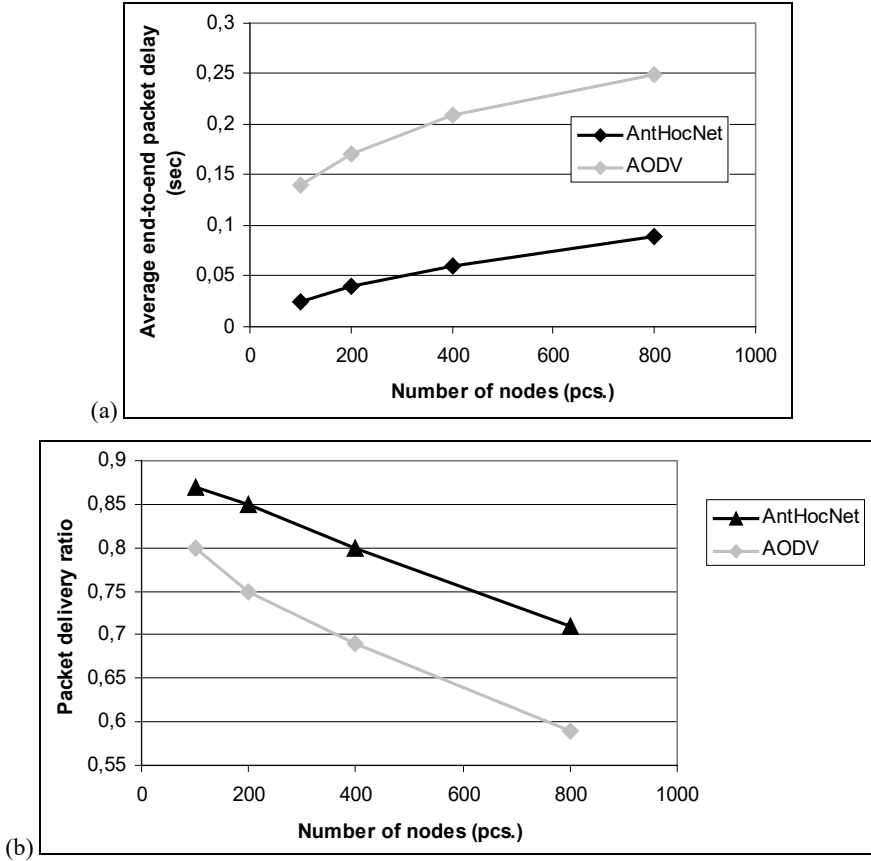 0,3
0,25
0,2
0,15
0,1
0,05
0
Average end-to-end packet delay
(sec)
AntHocNet
AODV
0 200 400 600 800 1000
Number of nodes (pcs.)
(a)
0,9
0,85
0,8
0,75
0,7
0,65
0,6
0,55
Packet delivery ratio
AntHocNet
AODV
0 200 400 600 800 1000
Number of nodes (pcs.)
(b)